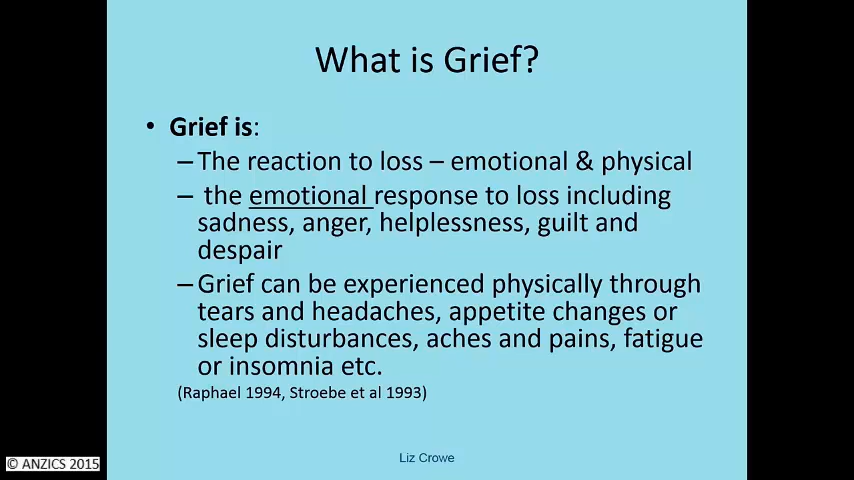 What is Grief?
• Grief is:
–The reaction to loss – emotional & physical
– the emotional response to loss including
sadness, anger, helplessness, guilt and
despair
–Grief can be experienced physically through
tears and headaches, appetite changes or
sleep disturbances, aches and pains, fatigue
or insomnia etc.
(Raphael 1994, Stroebe et al 1993)
Liz Crowe
© ANZICS 2015